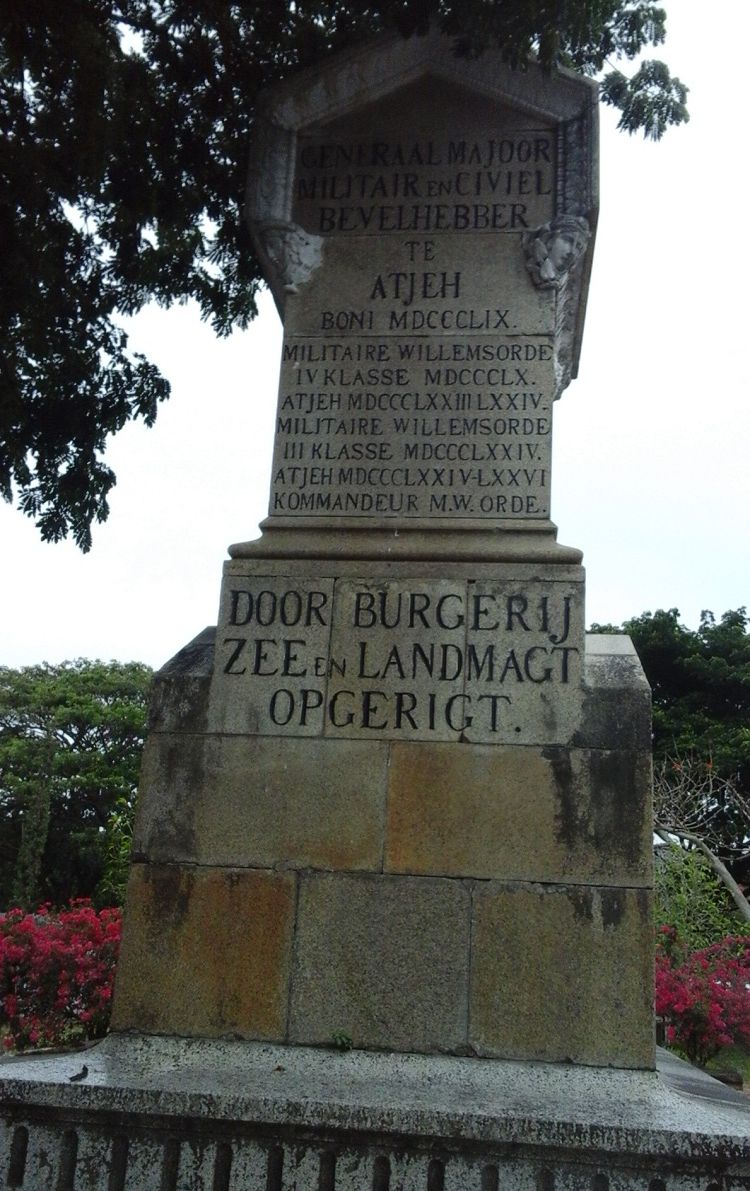 GENERAAL MAJOOR
MILITAIR EN CIVIEL
BEVELHEBBER
TE
ATJEH
BONI MDCCCLIX.
MILITAIRE WILLEMSORDE
IV KLASSE MDCCCLX.
ATJEH MDCCCLXXIII LXXIV.
MILITAIRE WILLEMSORDE
III KLASSE MDCCCLXXIV.
ATJEH MDCCCLXXIV-LXXVI
KOMMANDEUR M.W. ORDE.
DOOR BURGERIJ
ZEE EN LANDMAGT
OPGERIGT.